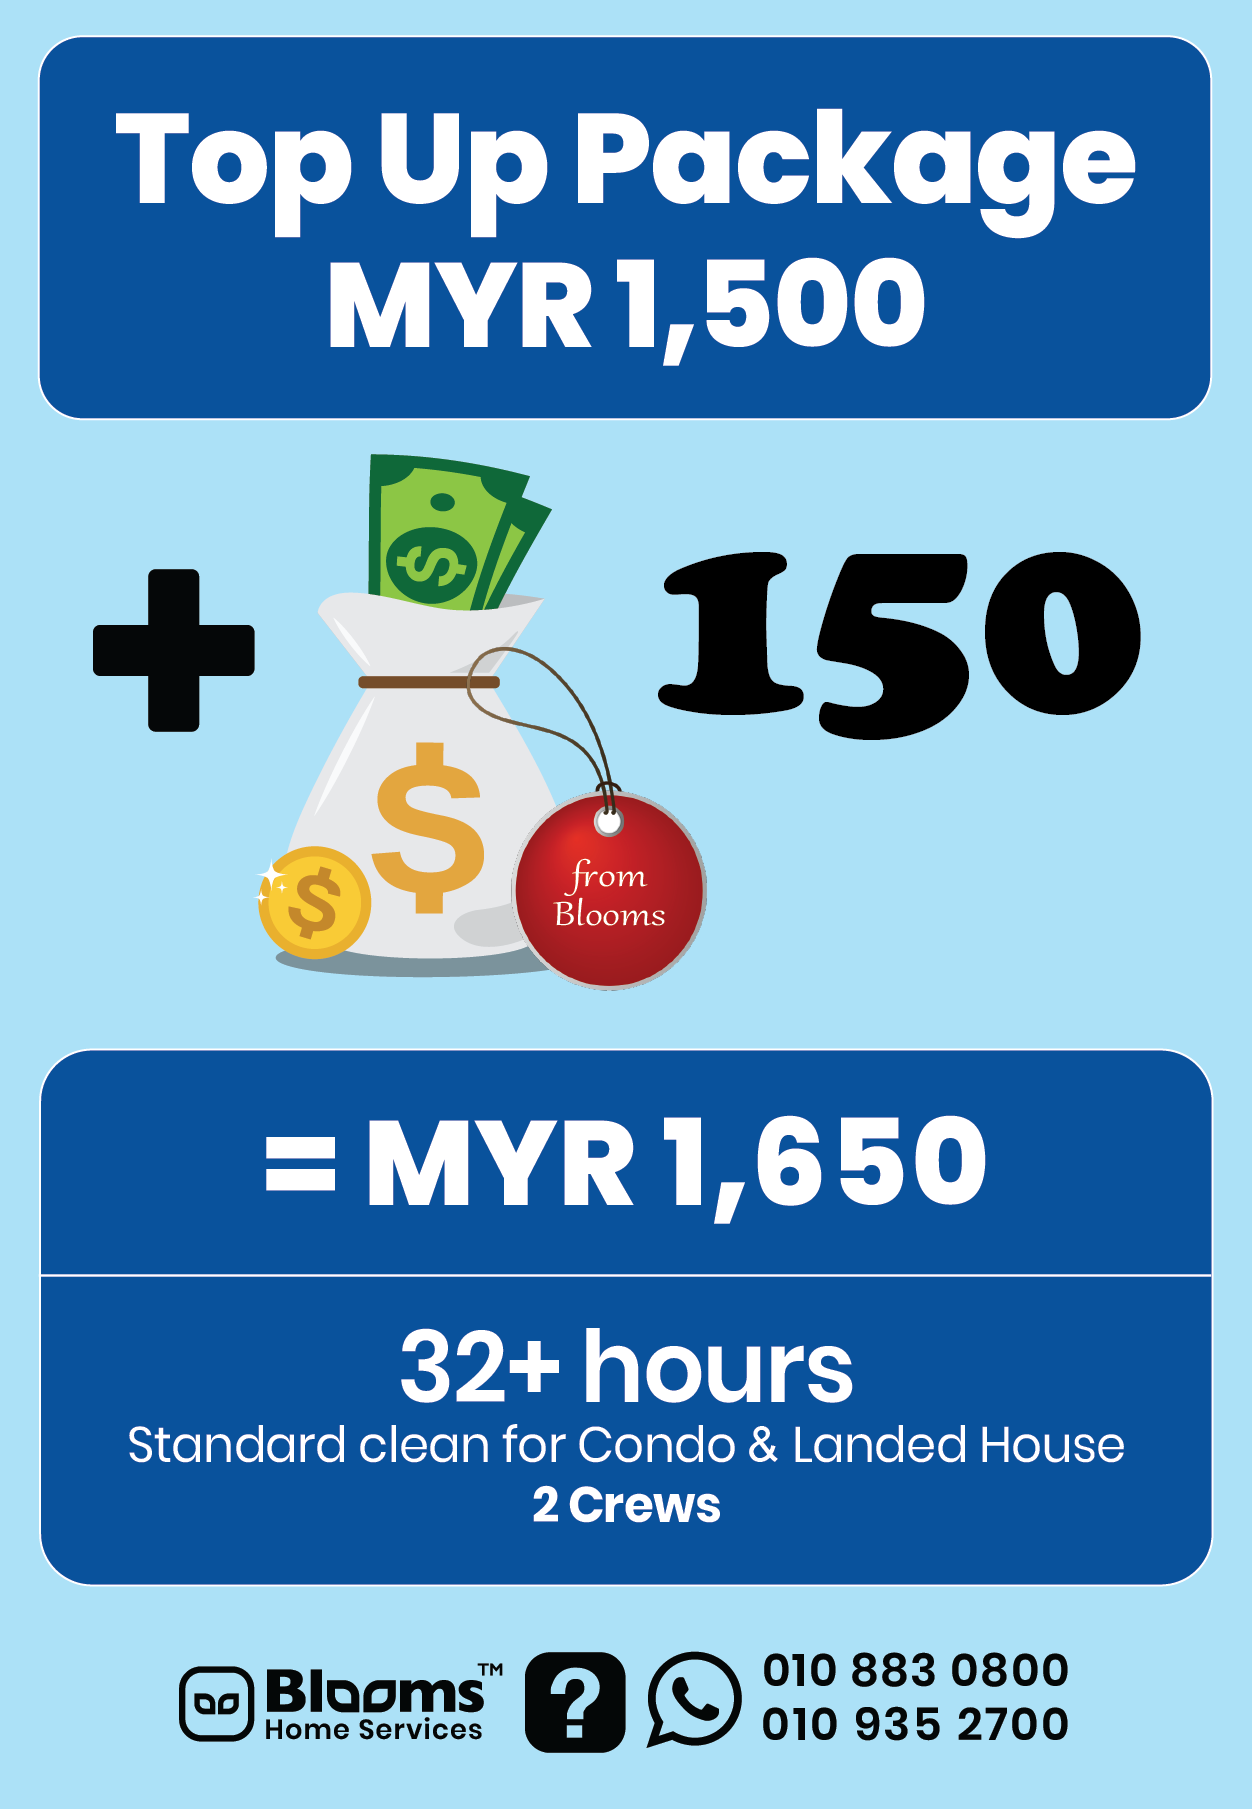 Top Up Package
MYR 1,500
+
150
$
$
$
from
Blooms
= MYR 1,650
32+ hours
Standard clean for Condo & Landed House
2 Crews
Blooms™
Home Services
?
010 883 0800
010 935 2700